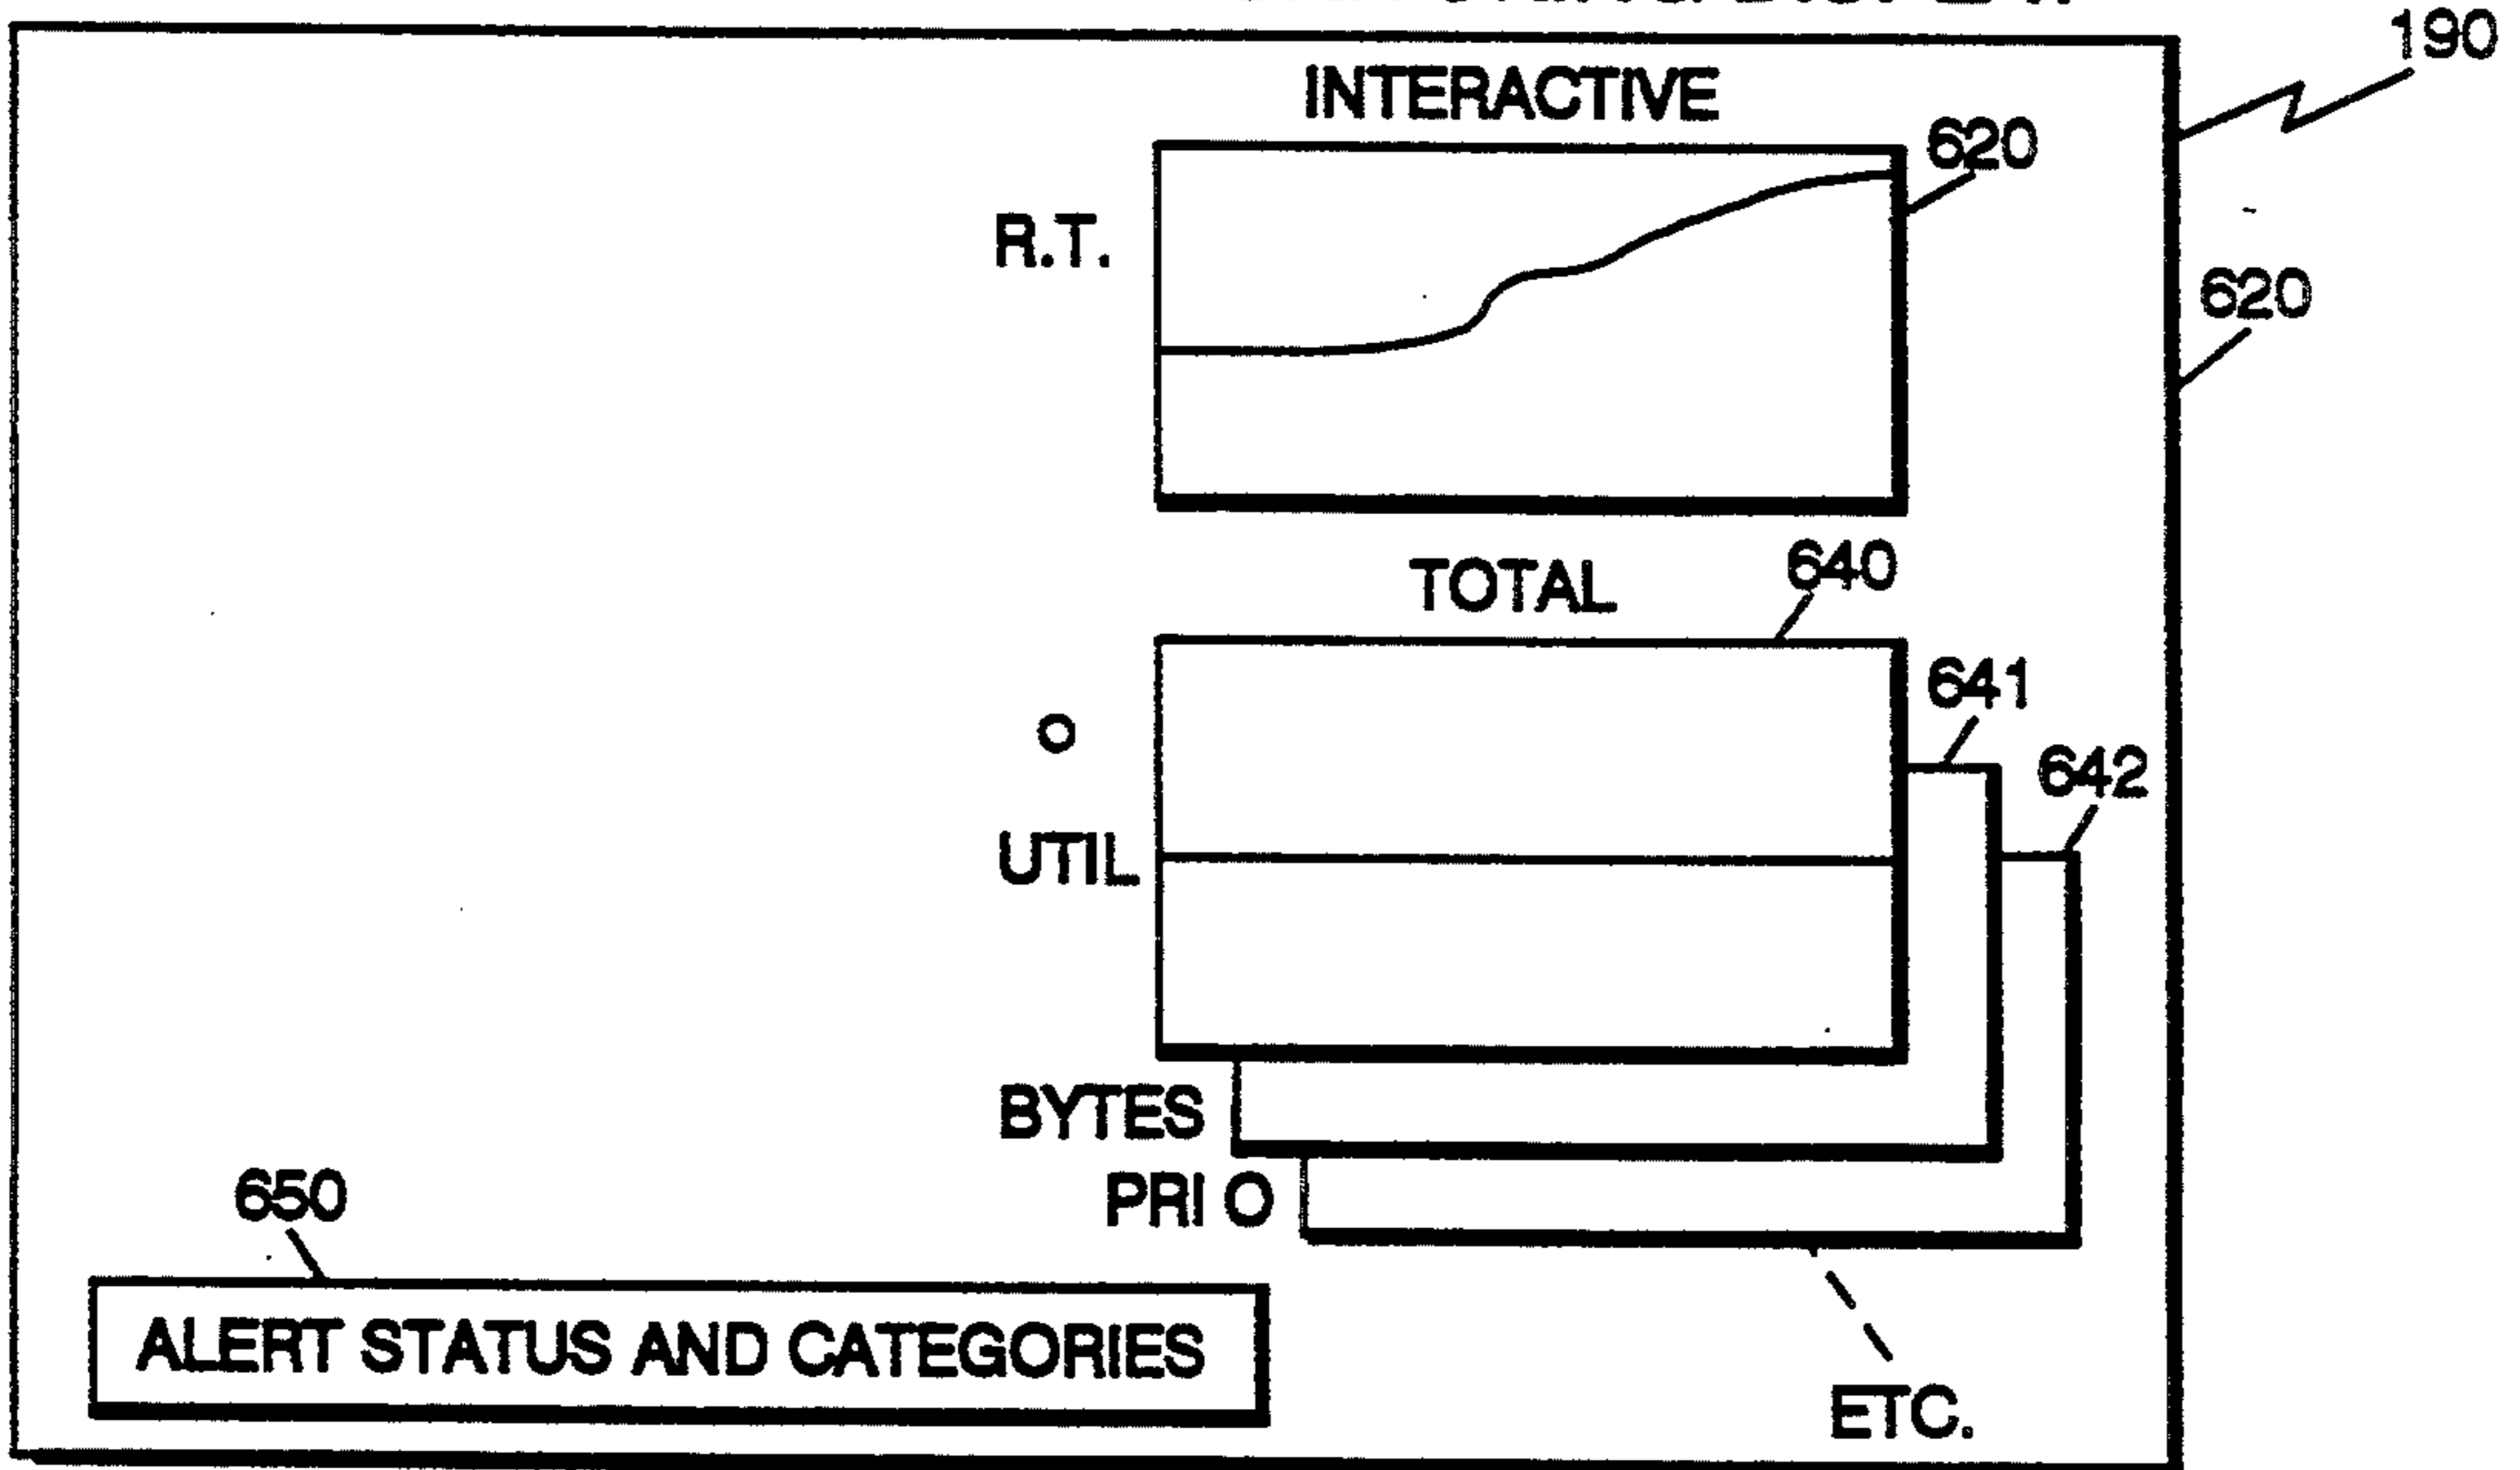 190
INTERACTIVE
620
R.T.
620
TOTAL
640
641
O
642
UTIL
BYTES
PRI O
650
ALERT STATUS AND CATEGORIES
ETC.